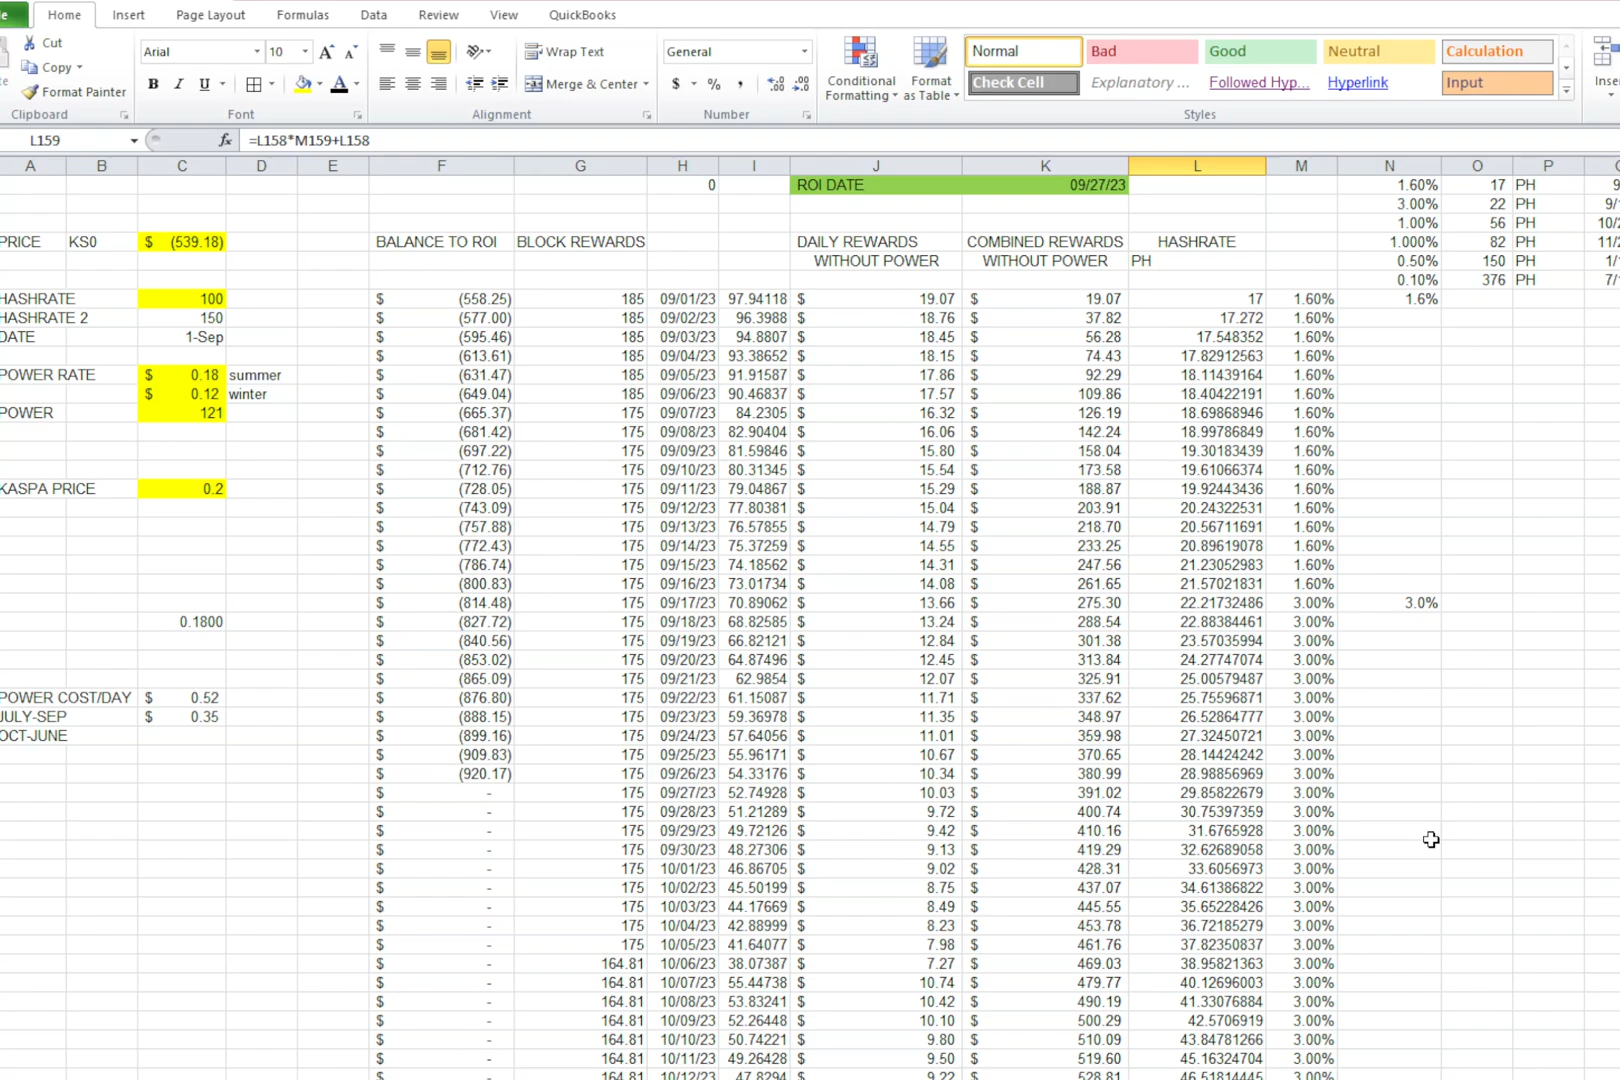 Home Insert Page Layout Formulas Data Review View QuickBooks
Cut
Copy
Format Painter
Clipboard
Arial 10
B I U
Font
Wrap Text
Merge & Center
Alignment
General
$ % ,
Number
Conditional Formatting
Format as Table
Normal Bad Good Neutral Calculation
Check Cell Explanatory ... Followed Hyp... Hyperlink Input
Styles
L159 fx =L158*M159+L158
A B C D E F G H I J K L M N O P
0 ROI DATE 09/27/23 1.60% 17 PH
3.00% 22 PH 9/
1.00% 56 PH 10/
PRICE KS0 $ (539.18) BALANCE TO ROI BLOCK REWARDS DAILY REWARDS COMBINED REWARDS HASHRATE 1.000% 82 PH 11/
WITHOUT POWER WITHOUT POWER PH 0.50% 150 PH 1/
0.10% 376 PH 7/
HASHRATE 100 $ (558.25) 185 09/01/23 97.94118 $ 19.07 $ 19.07 17 1.60% 1.6%
HASHRATE 2 150 $ (577.00) 185 09/02/23 96.3988 $ 18.76 $ 37.82 17.272 1.60%
DATE 1-Sep $ (595.46) 185 09/03/23 94.8807 $ 18.45 $ 56.28 17.548352 1.60%
$ (613.61) 185 09/04/23 93.38652 $ 18.15 $ 74.43 17.82912563 1.60%
POWER RATE $ 0.18 summer $ (631.47) 185 09/05/23 91.91587 $ 17.86 $ 92.29 18.11439164 1.60%
$ 0.12 winter $ (649.04) 185 09/06/23 90.46837 $ 17.57 $ 109.86 18.40422191 1.60%
POWER 121 $ (665.37) 175 09/07/23 84.2305 $ 16.32 $ 126.19 18.69868946 1.60%
$ (681.42) 175 09/08/23 82.90404 $ 16.06 $ 142.24 18.99786849 1.60%
$ (697.22) 175 09/09/23 81.59846 $ 15.80 $ 158.04 19.30183439 1.60%
$ (712.76) 175 09/10/23 80.31345 $ 15.54 $ 173.58 19.61066374 1.60%
KASPA PRICE 0.2 $ (728.05) 175 09/11/23 79.04867 $ 15.29 $ 188.87 19.92443436 1.60%
$ (743.09) 175 09/12/23 77.80381 $ 15.04 $ 203.91 20.24322531 1.60%
$ (757.88) 175 09/13/23 76.57855 $ 14.79 $ 218.70 20.56711691 1.60%
$ (772.43) 175 09/14/23 75.37259 $ 14.55 $ 233.25 20.89619078 1.60%
$ (786.74) 175 09/15/23 74.18562 $ 14.31 $ 247.56 21.23052983 1.60%
$ (800.83) 175 09/16/23 73.01734 $ 14.08 $ 261.65 21.57021831 1.60%
$ (814.48) 175 09/17/23 70.89062 $ 13.66 $ 275.30 22.21732486 3.00% 3.0%
0.1800 $ (827.72) 175 09/18/23 68.82585 $ 13.24 $ 288.54 22.88384461 3.00%
$ (840.56) 175 09/19/23 66.82121 $ 12.84 $ 301.38 23.57035994 3.00%
$ (853.02) 175 09/20/23 64.87496 $ 12.45 $ 313.84 24.27747074 3.00%
$ (865.09) 175 09/21/23 62.9854 $ 12.07 $ 325.91 25.00579487 3.00%
POWER COST/DAY $ 0.52 $ (876.80) 175 09/22/23 61.15087 $ 11.71 $ 337.62 25.75596871 3.00%
JULY-SEP $ 0.35 $ (888.15) 175 09/23/23 59.36978 $ 11.35 $ 348.97 26.52864777 3.00%
OCT-JUNE $ (899.16) 175 09/24/23 57.64056 $ 11.01 $ 359.98 27.32450721 3.00%
$ (909.83) 175 09/25/23 55.96171 $ 10.67 $ 370.65 28.14424242 3.00%
$ (920.17) 175 09/26/23 54.33176 $ 10.34 $ 380.99 28.98856969 3.00%
$ - 175 09/27/23 52.74928 $ 10.03 $ 391.02 29.85822679 3.00%
$ - 175 09/28/23 51.21289 $ 9.72 $ 400.74 30.75397359 3.00%
$ - 175 09/29/23 49.72126 $ 9.42 $ 410.16 31.6765928 3.00%
$ - 175 09/30/23 48.27306 $ 9.13 $ 419.29 32.62689058 3.00%
$ - 175 10/01/23 46.86705 $ 9.02 $ 428.31 33.6056973 3.00%
$ - 175 10/02/23 45.50199 $ 8.75 $ 437.07 34.61386822 3.00%
$ - 175 10/03/23 44.17669 $ 8.49 $ 445.55 35.65228426 3.00%
$ - 175 10/04/23 42.88999 $ 8.23 $ 453.78 36.72185279 3.00%
$ - 175 10/05/23 41.64077 $ 7.98 $ 461.76 37.82350837 3.00%
$ - 164.81 10/06/23 38.07387 $ 7.27 $ 469.03 38.95821363 3.00%
$ - 164.81 10/07/23 55.44738 $ 10.74 $ 479.77 40.12696003 3.00%
$ - 164.81 10/08/23 53.83241 $ 10.42 $ 490.19 41.33076884 3.00%
$ - 164.81 10/09/23 52.26448 $ 10.10 $ 500.29 42.5706919 3.00%
$ - 164.81 10/10/23 50.74221 $ 9.80 $ 510.09 43.84781266 3.00%
$ - 164.81 10/11/23 49.26428 $ 9.50 $ 519.60 45.16324704 3.00%
$ - 164.81 10/12/23 47.8294 $ 9.22 $ 528.81 46.51814445 3.00%